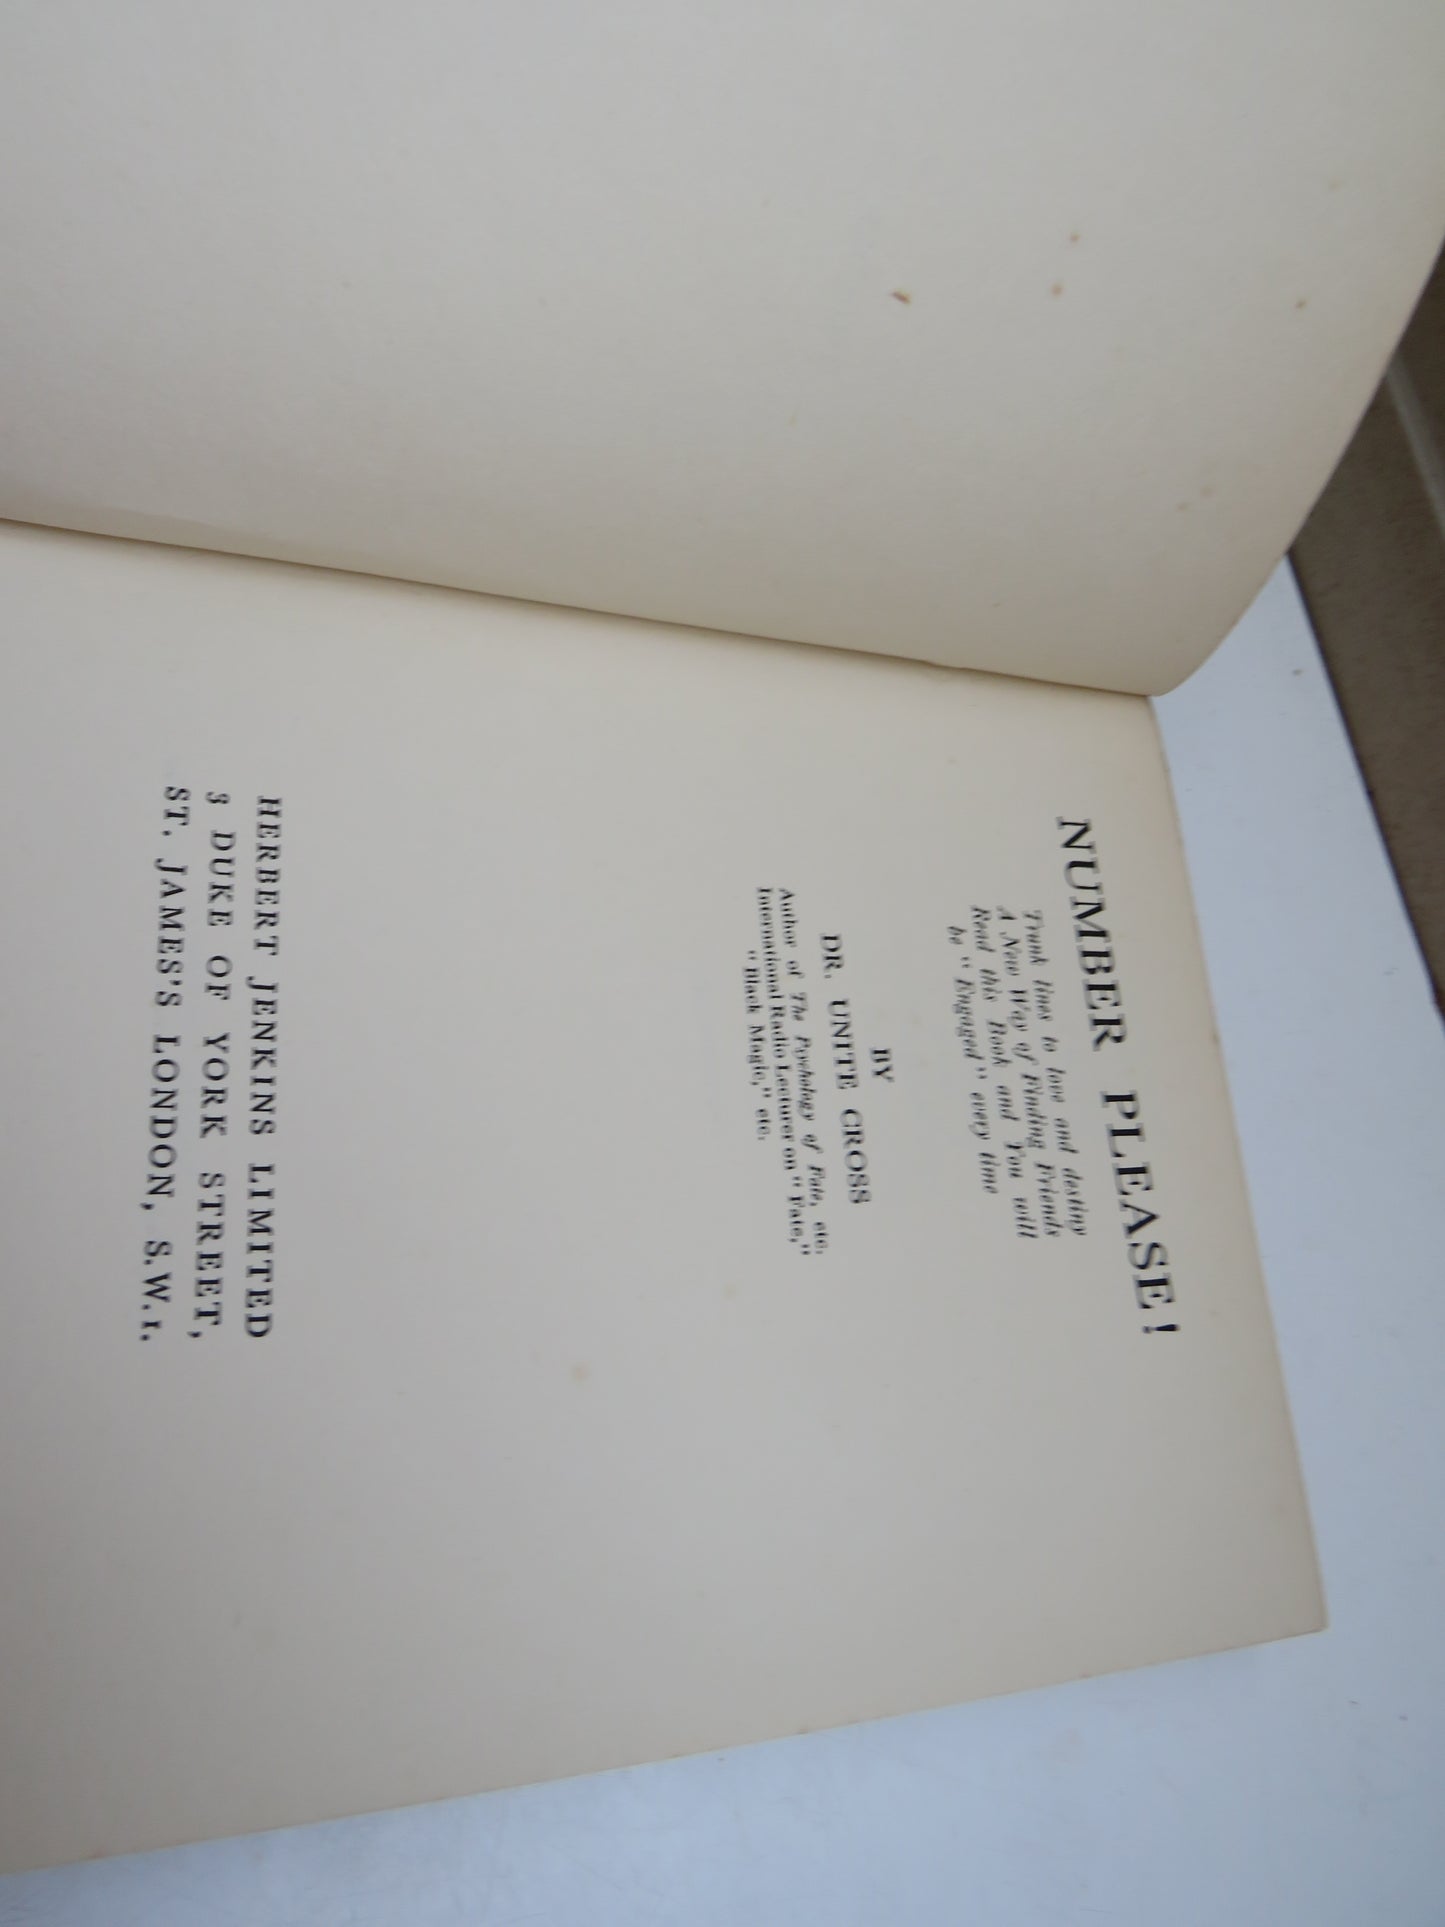 NUMBER PLEASE!
Trunk lines to love and destiny
A New Way of Finding Friends
Read this Book and You will
be "Engaged" every time
BY
DR. UNITE CROSS
Author of The Psychology of Fate, etc.
International Radio Lecturer on "Fate,"
"Black Magic," etc.
HERBERT JENKINS LIMITED
3 DUKE OF YORK STREET,
ST. JAMES'S LONDON, S.W.1.